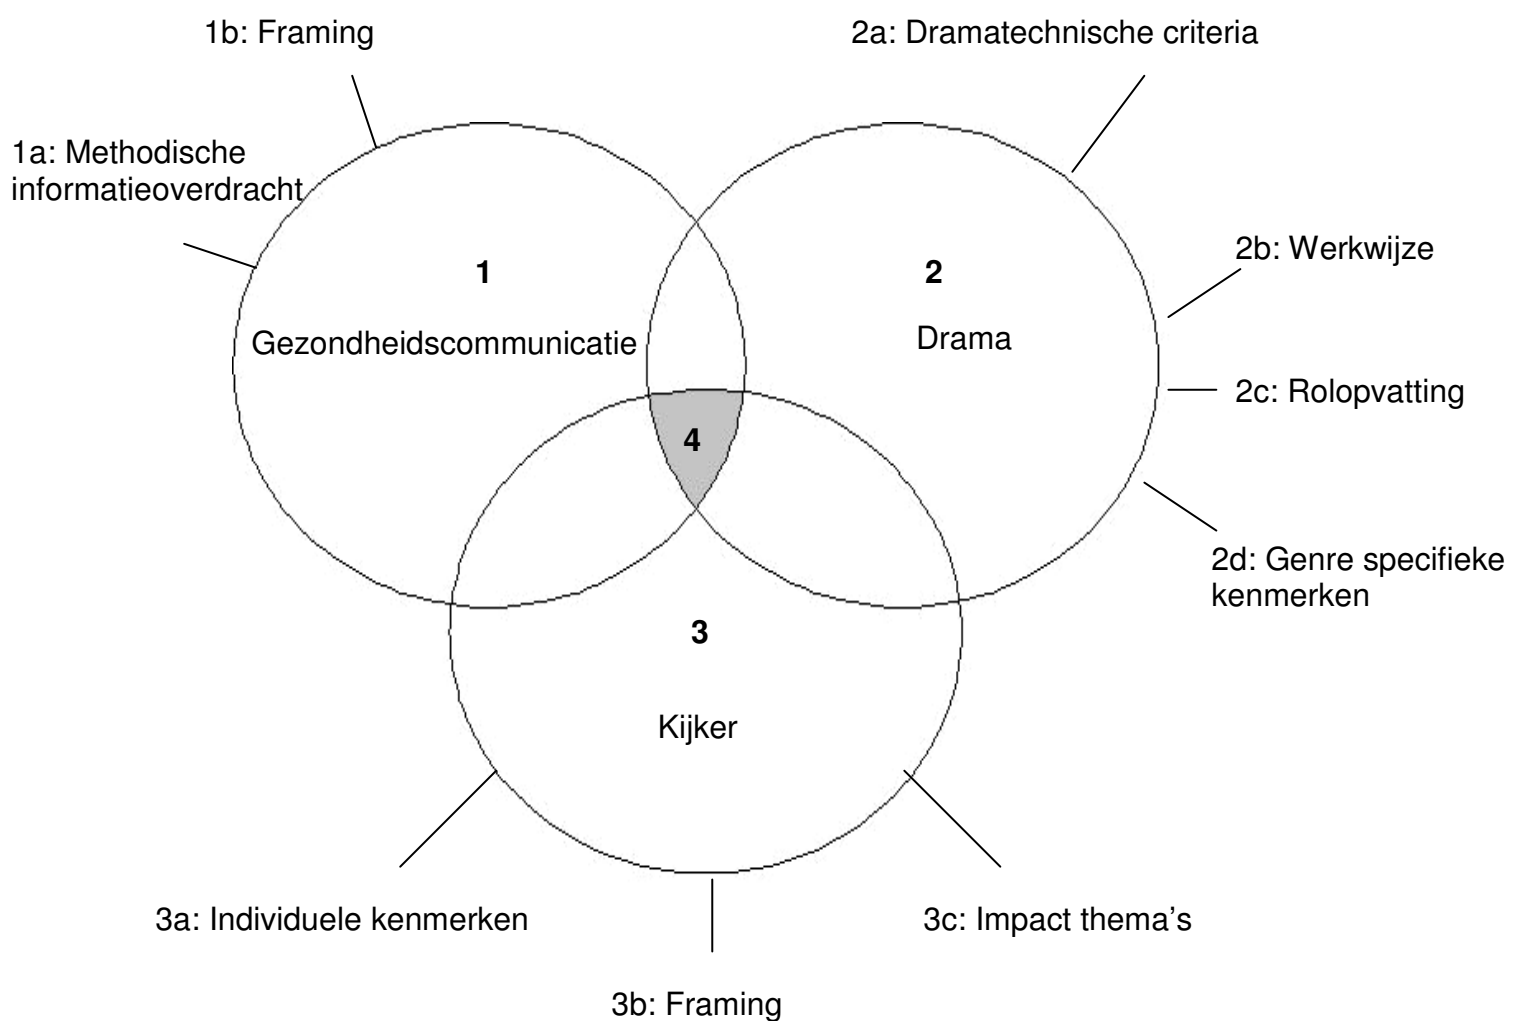 1b: Framing
2a: Dramatechnische criteria
1a: Methodische
informatieoverdracht
1
2
2b: Werkwijze
Gezondheidscommunicatie
Drama
2c: Rolopvatting
4
2d: Genre specifieke
kenmerken
3
Kijker
3a: Individuele kenmerken
3c: Impact thema's
3b: Framing